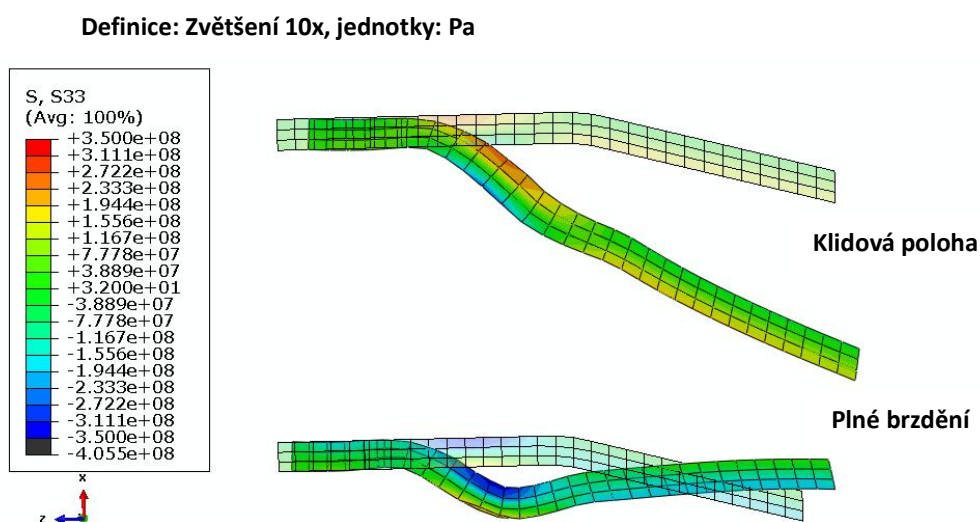 Definice: Zvětšení 10x, jednotky: Pa
S, S33
(Avg: 100%)
+3.500e+08
+3.111e+08
+2.722e+08
+2.333e+08
+1.944e+08
+1.556e+08
+1.167e+08
+7.778e+07
+3.889e+07
+3.200e+01
-3.889e+07
-7.778e+07
-1.167e+08
-1.556e+08
-1.944e+08
-2.333e+08
-2.722e+08
-3.111e+08
-3.500e+08
-4.055e+08
Klidová poloha
Plné brzdění
x
z